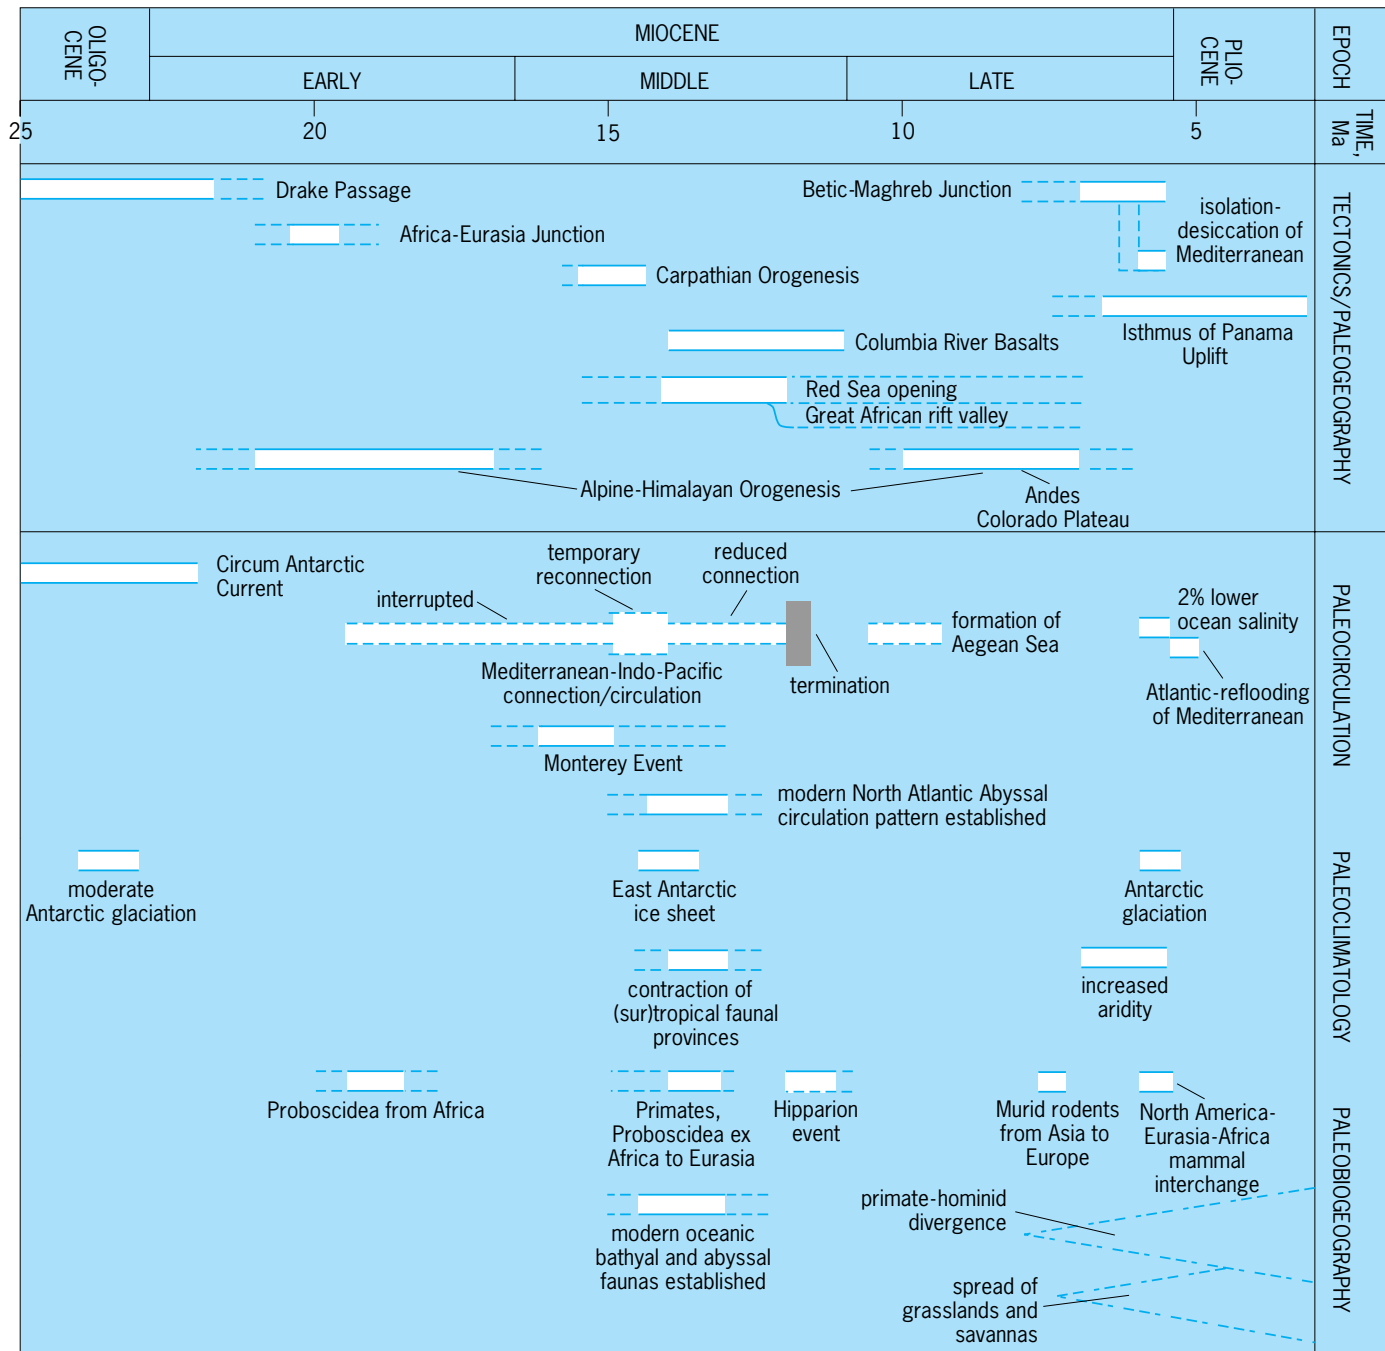 OLIGO-
CENE
MIOCENE
PLIO-
CENE
EPOCH
EARLY
MIDDLE
LATE
25
20
15
10
5
TIME,
Ma
Drake Passage
Betic-Maghreb Junction
isolation-
desiccation of
Mediterranean
Africa-Eurasia Junction
Carpathian Orogenesis
Isthmus of Panama
Uplift
Columbia River Basalts
Red Sea opening
Great African rift valley
Alpine-Himalayan Orogenesis
Andes
Colorado Plateau
TECTONICS/PALEOGEOGRAPHY
Circum Antarctic
Current
interrupted
temporary
reconnection
reduced
connection
Mediterranean-Indo-Pacific
connection/circulation
termination
formation of
Aegean Sea
2% lower
ocean salinity
Atlantic-reflooding
of Mediterranean
Monterey Event
modern North Atlantic Abyssal
circulation pattern established
PALEOCIRCULATION
moderate
Antarctic glaciation
East Antarctic
ice sheet
Antarctic
glaciation
contraction of
(sur)tropical faunal
provinces
increased
aridity
PALEOCLIMATOLOGY
Proboscidea from Africa
Primates,
Proboscidea ex
Africa to Eurasia
Hipparion
event
Murid rodents
from Asia to
Europe
North America-
Eurasia-Africa
mammal
interchange
primate-hominid
divergence
modern oceanic
bathyal and abyssal
faunas established
spread of
grasslands and
savannas
PALEOBIOGEOGRAPHY